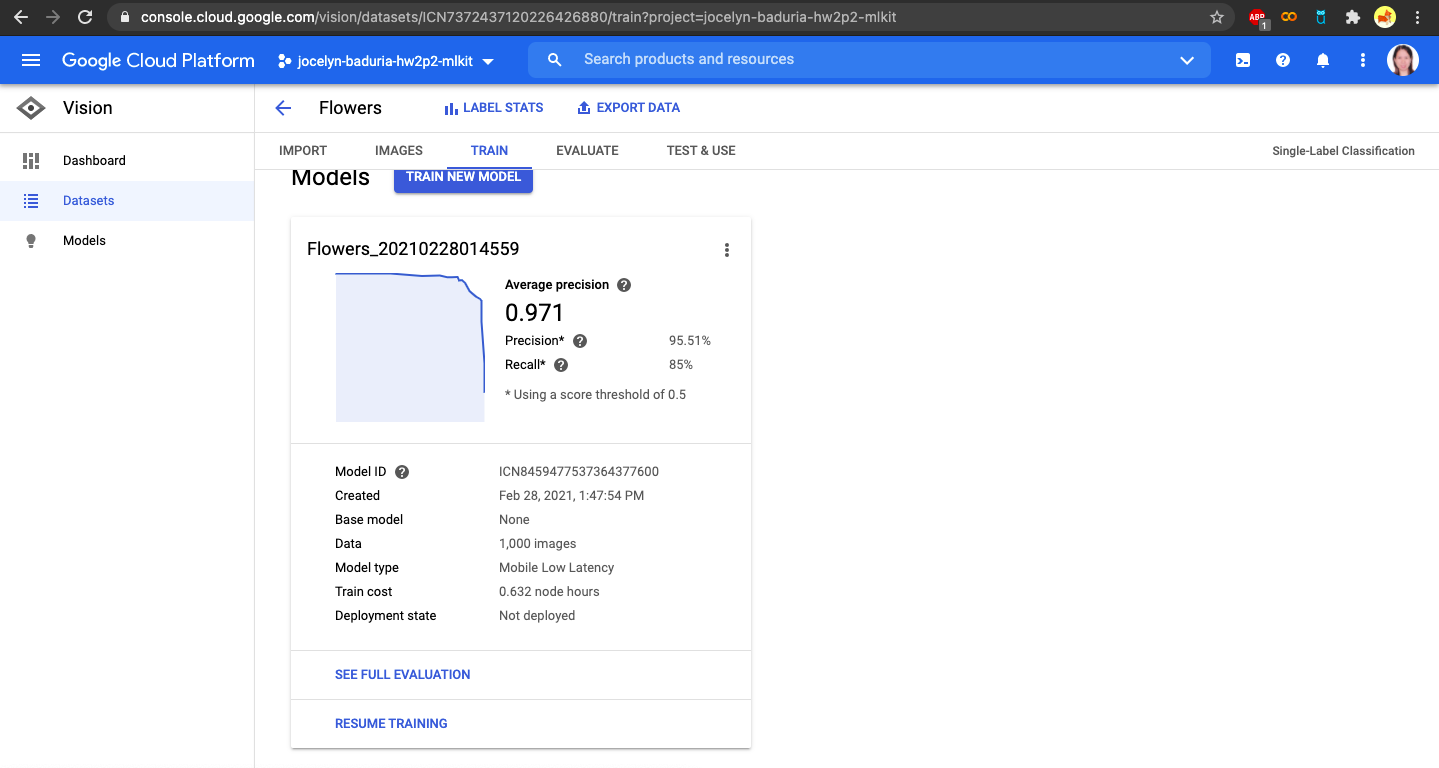 console.cloud.google.com/vision/datasets/ICN7372437120226426880/train?project=jocelyn-baduria-hw2p2-mlkit
ABP
1
Google Cloud Platform
jocelyn-baduria-hw2p2-mlkit
Search products and resources
Vision
Flowers
LABEL STATS
EXPORT DATA
Dashboard
Datasets
Models
IMPORT
IMAGES
TRAIN
EVALUATE
TEST & USE
Single-Label Classification
Models
TRAIN NEW MODEL
Flowers_20210228014559
Average precision ?
0.971
Precision* ? 95.51%
Recall* ? 85%
* Using a score threshold of 0.5
Model ID ? ICN8459477537364377600
Created Feb 28, 2021, 1:47:54 PM
Base model None
Data 1,000 images
Model type Mobile Low Latency
Train cost 0.632 node hours
Deployment state Not deployed
SEE FULL EVALUATION
RESUME TRAINING